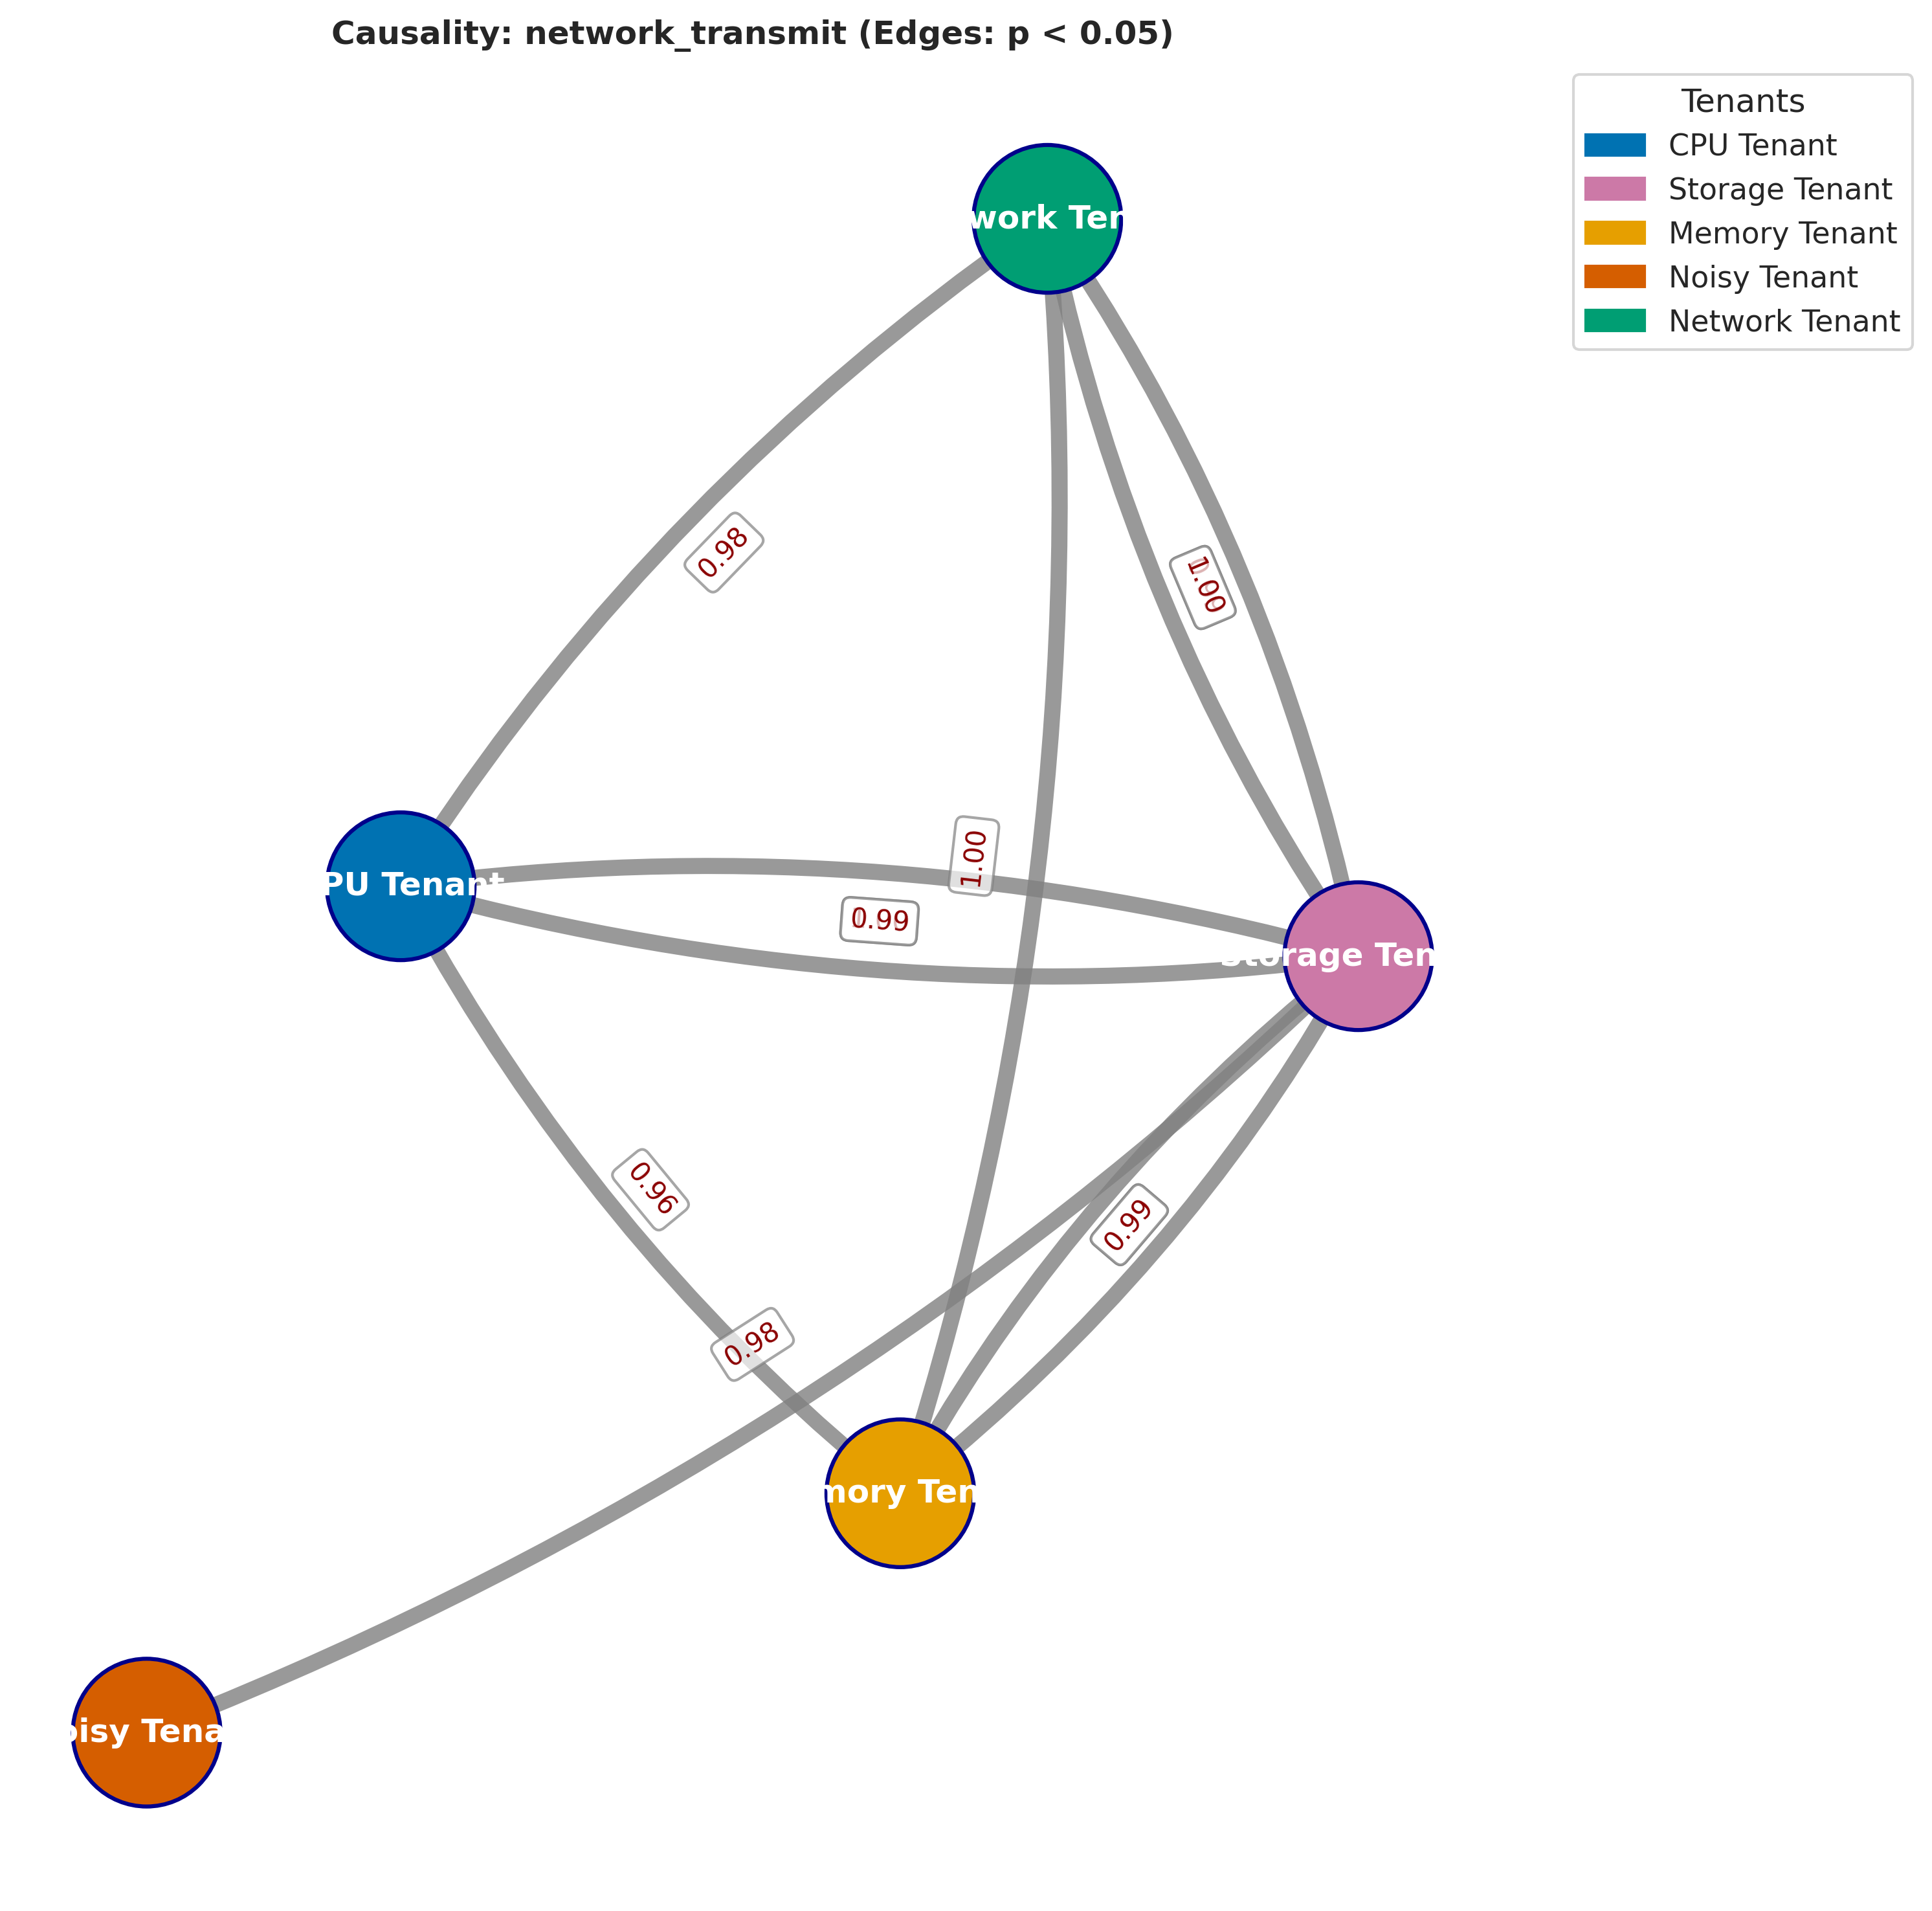 Causality: network_transmit (Edges: p < 0.05)
Tenants
CPU Tenant
Storage Tenant
Memory Tenant
Noisy Tenant
Network Tenant
work Ten
0.98
1.00
1.00
PU Tenant
0.99
Storage Ten
0.96
0.99
0.98
mory Ten
oisy Tena